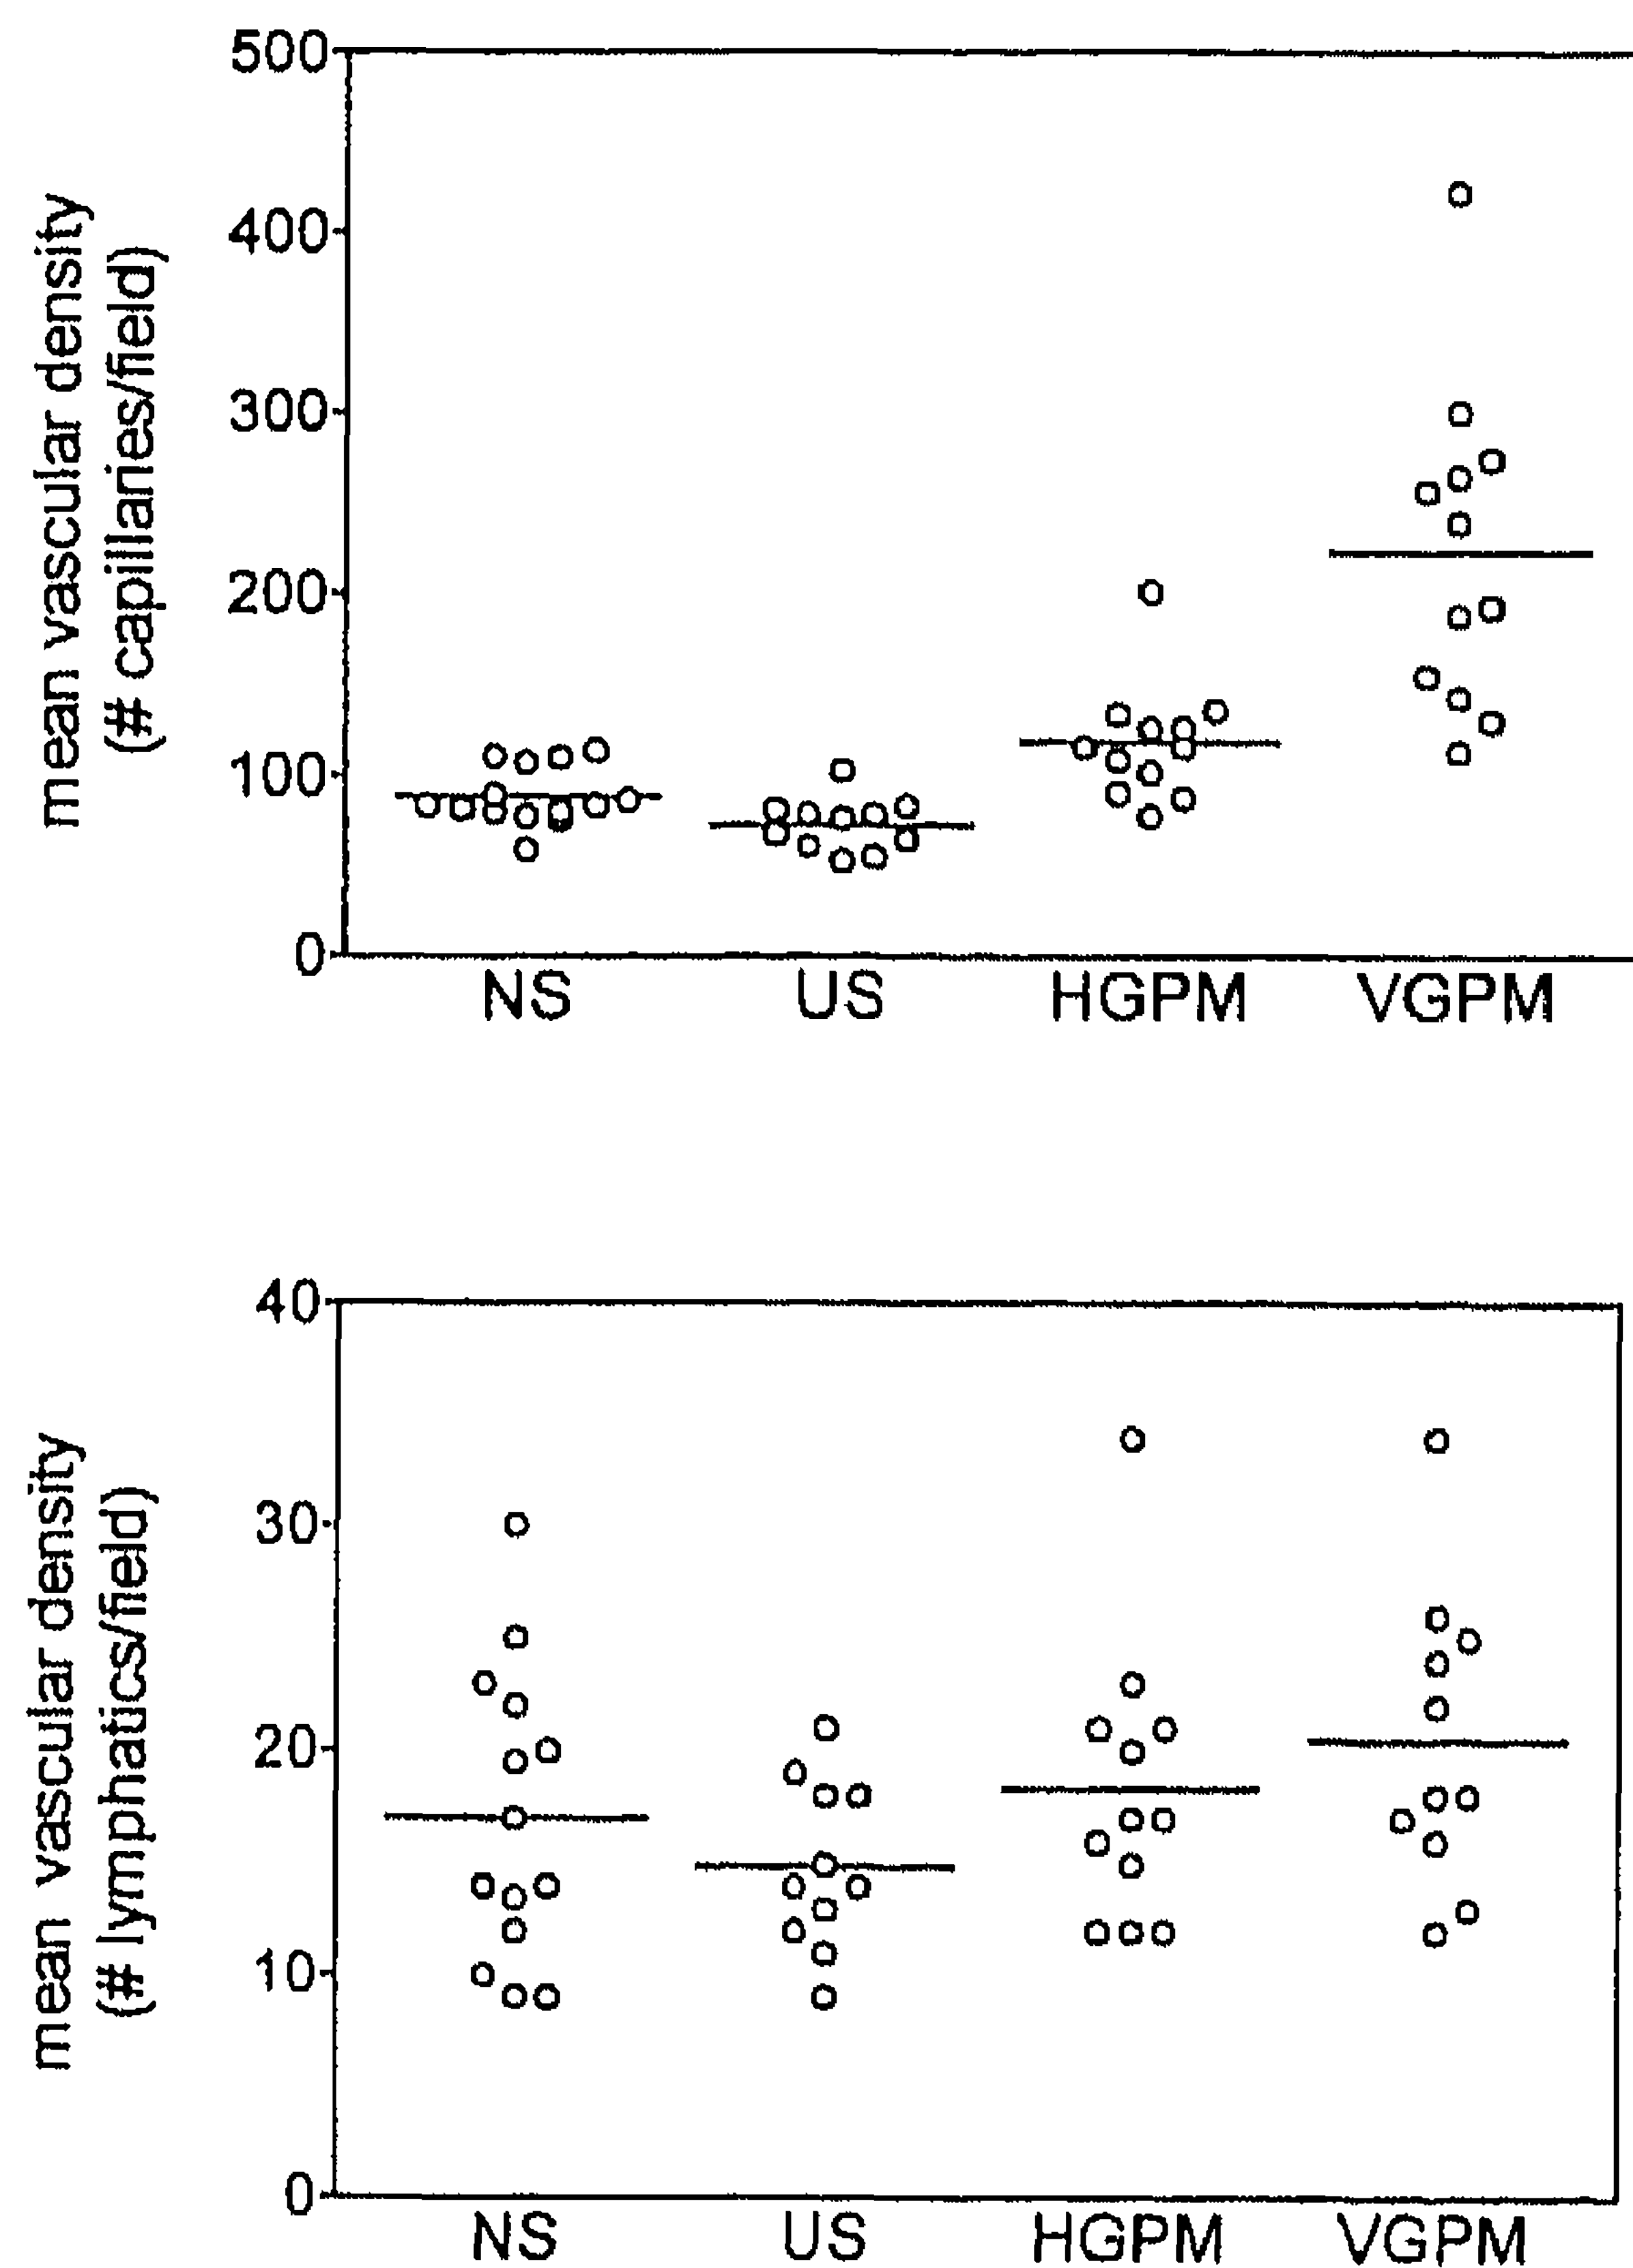 mean vascular density
(# capillaries/field)
500
400
300
200
100
0
NS US HGPM VGPM
mean vascular density
(# lymphatics/field)
40
30
20
10
0
NS US HGPM VGPM